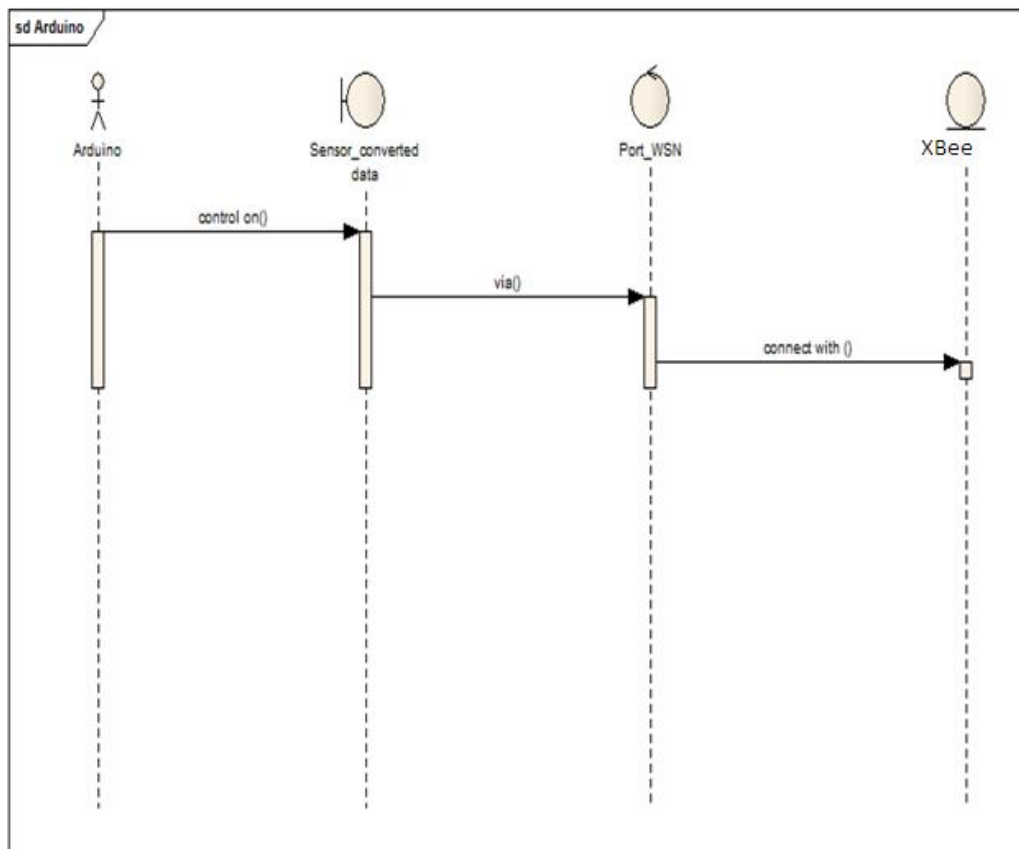 sd Arduino
Arduino
Sensor_converted
data
Port_WSN
XBee
control on()
via()
connect with ()